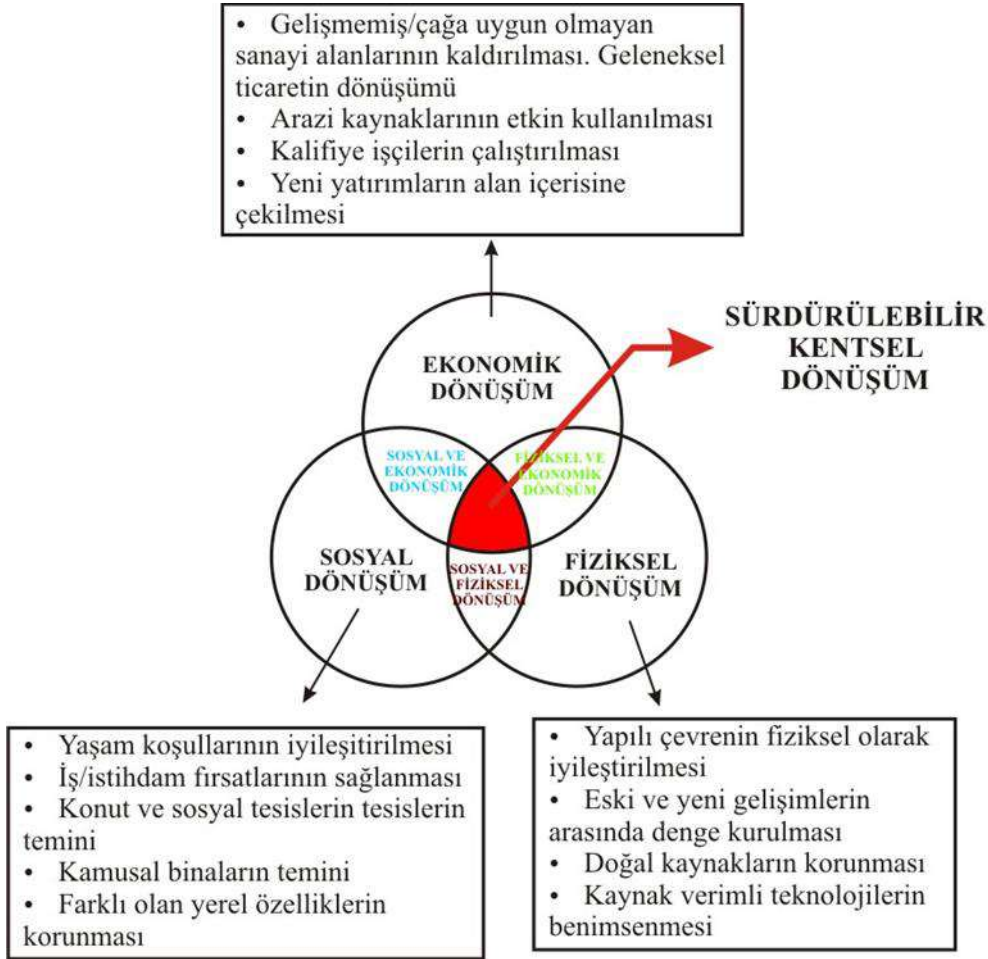 • Gelişmemiş/çağa uygun olmayan
sanayi alanlarının kaldırılması. Geleneksel
ticaretin dönüşümü
• Arazi kaynaklarının etkin kullanılması
• Kalifiye işçilerin çalıştırılması
• Yeni yatırımların alan içerisine
çekilmesi
SÜRDÜRÜLEBİLİR
KENTSEL
DÖNÜŞÜM
EKONOMİK
DÖNÜŞÜM
SOSYAL VE
EKONOMİK
DÖNÜŞÜM
FİZİKSEL VE
EKONOMİK
DÖNÜŞÜM
SOSYAL
DÖNÜŞÜM
SOSYAL VE
FİZİKSEL
DÖNÜŞÜM
FİZİKSEL
DÖNÜŞÜM
• Yaşam koşullarının iyileşitirilmesi
• İş/istihdam fırsatlarının sağlanması
• Konut ve sosyal tesislerin tesislerin
temini
• Kamusal binaların temini
• Farklı olan yerel özelliklerin
korunması
• Yapılı çevrenin fiziksel olarak
iyileştirilmesi
• Eski ve yeni gelişimlerin
arasında denge kurulması
• Doğal kaynakların korunması
• Kaynak verimli teknolojilerin
benimsenmesi